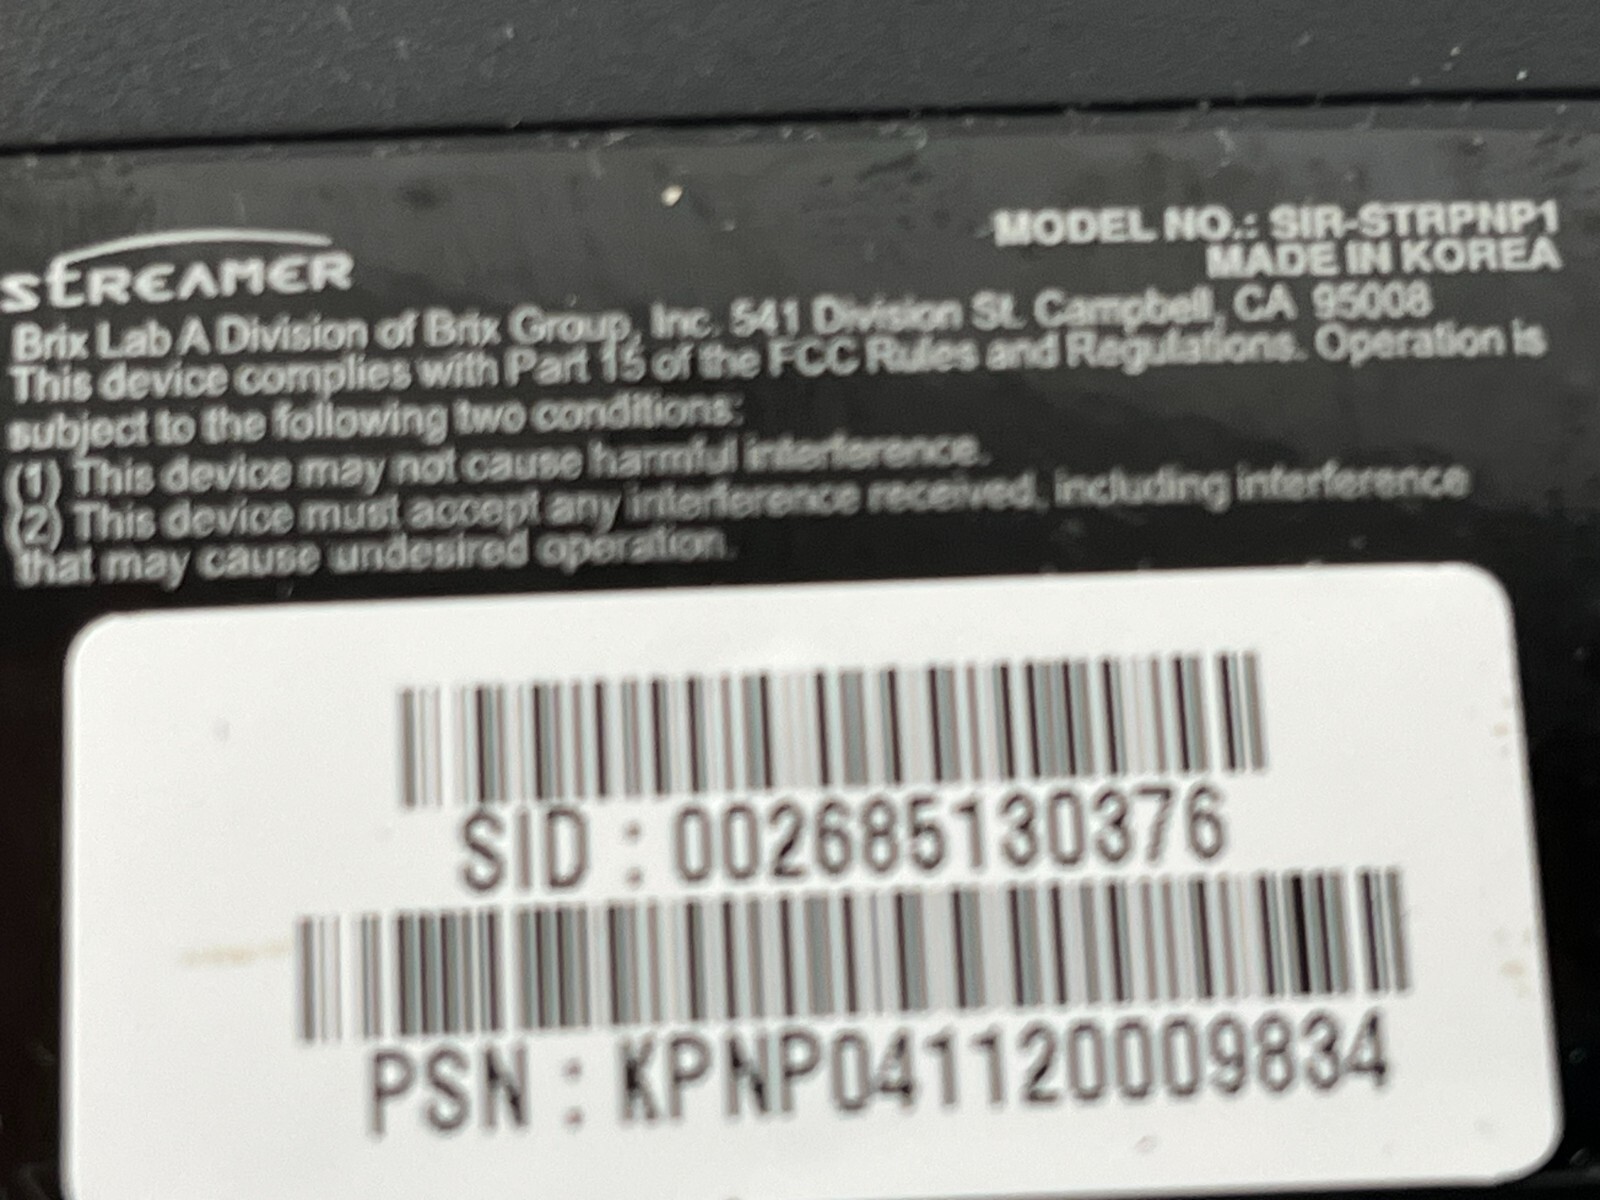 STREAMER
MODEL NO.: SIR-STRPNP1
MADE IN KOREA
Brix Lab A Division of Brix Group, Inc. 541 Division St. Campbell, CA 95008
This device complies with Part 15 of the FCC Rules and Regulations. Operation is
subject to the following two conditions:
(1) This device may not cause harmful interference.
(2) This device must accept any interference received, including interference
that may cause undesired operation.
SID : 002685130376
PSN : KPNP041120009834